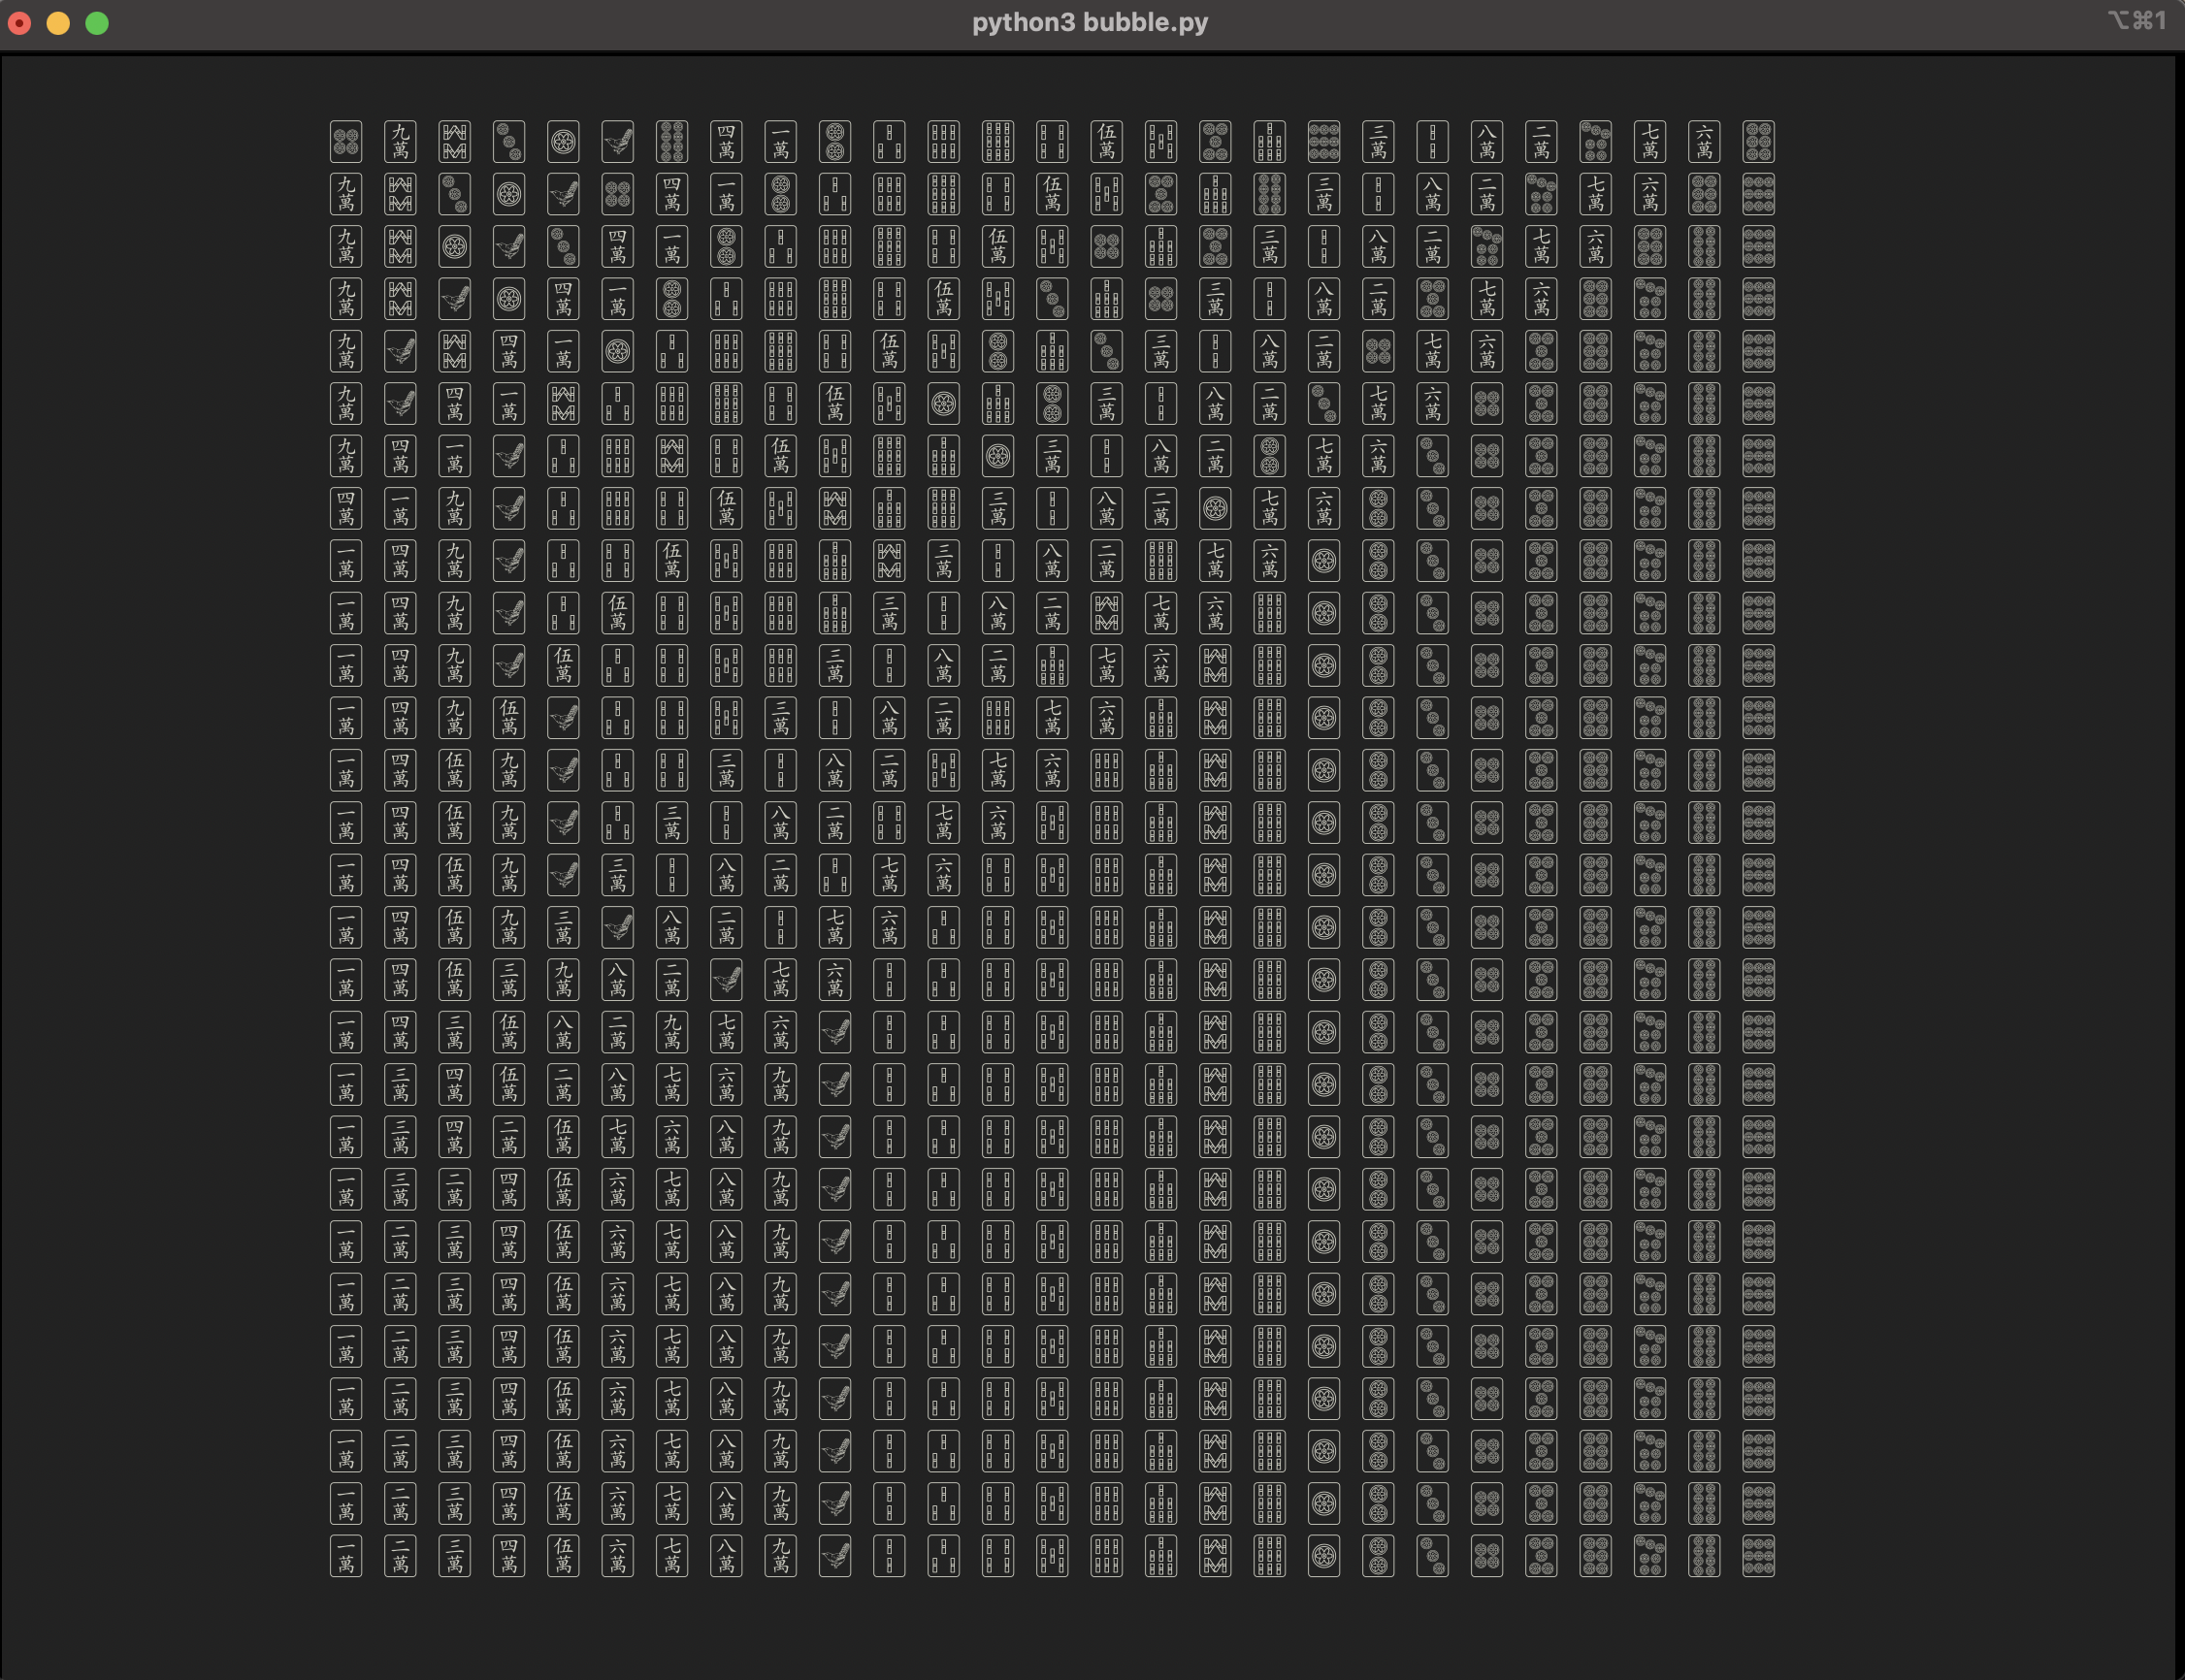 python3 bubble.py
⌥⌘1
🀜 🀏 🀗 🀛 🀙 🀐 🀠 🀊 🀇 🀚 🀒 🀕 🀘 🀓 🀋 🀔 🀝 🀖 🀡 🀉 🀑 🀎 🀈 🀟 🀍 🀌 🀞
🀏 🀗 🀛 🀙 🀐 🀜 🀊 🀇 🀚 🀒 🀕 🀘 🀓 🀋 🀔 🀝 🀖 🀠 🀉 🀑 🀎 🀈 🀟 🀍 🀌 🀞 🀡
🀏 🀗 🀙 🀐 🀛 🀊 🀇 🀚 🀒 🀕 🀘 🀓 🀋 🀔 🀜 🀖 🀝 🀉 🀑 🀎 🀈 🀟 🀍 🀌 🀞 🀠 🀡
🀏 🀗 🀐 🀙 🀊 🀇 🀚 🀒 🀕 🀘 🀓 🀋 🀔 🀛 🀖 🀜 🀉 🀑 🀎 🀈 🀝 🀍 🀌 🀞 🀟 🀠 🀡
🀏 🀐 🀗 🀊 🀇 🀙 🀒 🀕 🀘 🀓 🀋 🀔 🀚 🀖 🀛 🀉 🀑 🀎 🀈 🀜 🀍 🀌 🀝 🀞 🀟 🀠 🀡
🀏 🀐 🀊 🀇 🀗 🀒 🀕 🀘 🀓 🀋 🀔 🀙 🀖 🀚 🀉 🀑 🀎 🀈 🀛 🀍 🀌 🀜 🀝 🀞 🀟 🀠 🀡
🀏 🀊 🀇 🀐 🀒 🀕 🀗 🀓 🀋 🀔 🀘 🀖 🀙 🀉 🀑 🀎 🀈 🀚 🀍 🀌 🀛 🀜 🀝 🀞 🀟 🀠 🀡
🀊 🀇 🀏 🀐 🀒 🀕 🀓 🀋 🀔 🀗 🀖 🀘 🀉 🀑 🀎 🀈 🀙 🀍 🀌 🀚 🀛 🀜 🀝 🀞 🀟 🀠 🀡
🀇 🀊 🀏 🀐 🀒 🀓 🀋 🀔 🀕 🀖 🀗 🀉 🀑 🀎 🀈 🀘 🀍 🀌 🀙 🀚 🀛 🀜 🀝 🀞 🀟 🀠 🀡
🀇 🀊 🀏 🀐 🀒 🀋 🀓 🀔 🀕 🀖 🀉 🀑 🀎 🀈 🀗 🀍 🀌 🀘 🀙 🀚 🀛 🀜 🀝 🀞 🀟 🀠 🀡
🀇 🀊 🀏 🀐 🀋 🀒 🀓 🀔 🀕 🀉 🀑 🀎 🀈 🀖 🀍 🀌 🀗 🀘 🀙 🀚 🀛 🀜 🀝 🀞 🀟 🀠 🀡
🀇 🀊 🀏 🀋 🀐 🀒 🀓 🀔 🀉 🀑 🀎 🀈 🀕 🀍 🀌 🀖 🀗 🀘 🀙 🀚 🀛 🀜 🀝 🀞 🀟 🀠 🀡
🀇 🀊 🀋 🀏 🀐 🀒 🀓 🀉 🀑 🀎 🀈 🀔 🀍 🀌 🀕 🀖 🀗 🀘 🀙 🀚 🀛 🀜 🀝 🀞 🀟 🀠 🀡
🀇 🀊 🀋 🀏 🀐 🀒 🀉 🀑 🀎 🀈 🀓 🀍 🀌 🀔 🀕 🀖 🀗 🀘 🀙 🀚 🀛 🀜 🀝 🀞 🀟 🀠 🀡
🀇 🀊 🀋 🀏 🀐 🀉 🀑 🀎 🀈 🀒 🀍 🀌 🀓 🀔 🀕 🀖 🀗 🀘 🀙 🀚 🀛 🀜 🀝 🀞 🀟 🀠 🀡
🀇 🀊 🀋 🀏 🀉 🀐 🀎 🀈 🀑 🀍 🀌 🀒 🀓 🀔 🀕 🀖 🀗 🀘 🀙 🀚 🀛 🀜 🀝 🀞 🀟 🀠 🀡
🀇 🀊 🀋 🀉 🀏 🀎 🀈 🀐 🀍 🀌 🀑 🀒 🀓 🀔 🀕 🀖 🀗 🀘 🀙 🀚 🀛 🀜 🀝 🀞 🀟 🀠 🀡
🀇 🀊 🀉 🀋 🀎 🀈 🀏 🀍 🀌 🀐 🀑 🀒 🀓 🀔 🀕 🀖 🀗 🀘 🀙 🀚 🀛 🀜 🀝 🀞 🀟 🀠 🀡
🀇 🀉 🀊 🀋 🀈 🀎 🀍 🀌 🀏 🀐 🀑 🀒 🀓 🀔 🀕 🀖 🀗 🀘 🀙 🀚 🀛 🀜 🀝 🀞 🀟 🀠 🀡
🀇 🀉 🀊 🀈 🀋 🀍 🀌 🀎 🀏 🀐 🀑 🀒 🀓 🀔 🀕 🀖 🀗 🀘 🀙 🀚 🀛 🀜 🀝 🀞 🀟 🀠 🀡
🀇 🀉 🀈 🀊 🀋 🀌 🀍 🀎 🀏 🀐 🀑 🀒 🀓 🀔 🀕 🀖 🀗 🀘 🀙 🀚 🀛 🀜 🀝 🀞 🀟 🀠 🀡
🀇 🀈 🀉 🀊 🀋 🀌 🀍 🀎 🀏 🀐 🀑 🀒 🀓 🀔 🀕 🀖 🀗 🀘 🀙 🀚 🀛 🀜 🀝 🀞 🀟 🀠 🀡
🀇 🀈 🀉 🀊 🀋 🀌 🀍 🀎 🀏 🀐 🀑 🀒 🀓 🀔 🀕 🀖 🀗 🀘 🀙 🀚 🀛 🀜 🀝 🀞 🀟 🀠 🀡
🀇 🀈 🀉 🀊 🀋 🀌 🀍 🀎 🀏 🀐 🀑 🀒 🀓 🀔 🀕 🀖 🀗 🀘 🀙 🀚 🀛 🀜 🀝 🀞 🀟 🀠 🀡
🀇 🀈 🀉 🀊 🀋 🀌 🀍 🀎 🀏 🀐 🀑 🀒 🀓 🀔 🀕 🀖 🀗 🀘 🀙 🀚 🀛 🀜 🀝 🀞 🀟 🀠 🀡
🀇 🀈 🀉 🀊 🀋 🀌 🀍 🀎 🀏 🀐 🀑 🀒 🀓 🀔 🀕 🀖 🀗 🀘 🀙 🀚 🀛 🀜 🀝 🀞 🀟 🀠 🀡
🀇 🀈 🀉 🀊 🀋 🀌 🀍 🀎 🀏 🀐 🀑 🀒 🀓 🀔 🀕 🀖 🀗 🀘 🀙 🀚 🀛 🀜 🀝 🀞 🀟 🀠 🀡
🀇 🀈 🀉 🀊 🀋 🀌 🀍 🀎 🀏 🀐 🀑 🀒 🀓 🀔 🀕 🀖 🀗 🀘 🀙 🀚 🀛 🀜 🀝 🀞 🀟 🀠 🀡